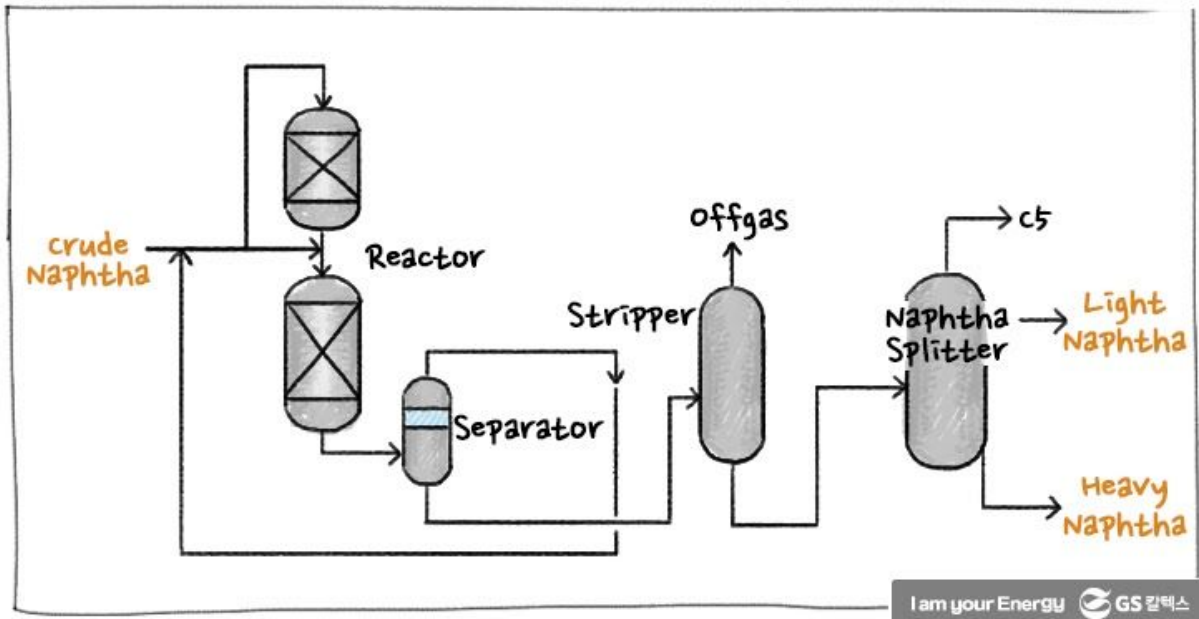 Crude
Naphtha
Reactor
Separator
Stripper
Offgas
Naphtha
Splitter
C5
Light
Naphtha
Heavy
Naphtha
I am your Energy GS 칼텍스